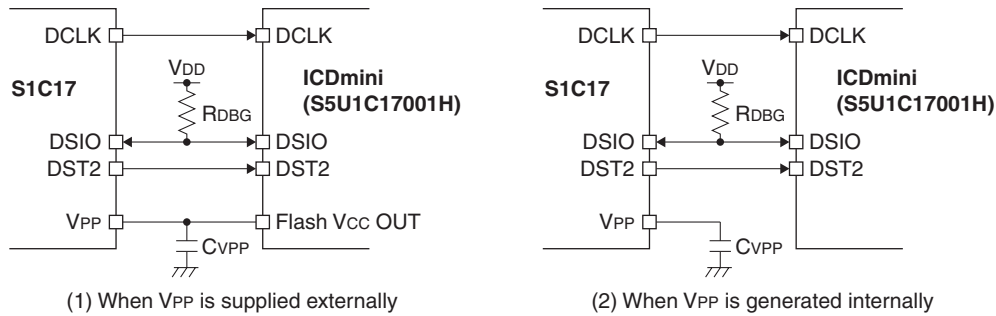 DCLK DCLK
VDD
S1C17 ICDmini
(S5U1C17001H)
RDBG
DSIO DSIO
DST2 DST2
VPP Flash VCC OUT
CVPP
(1) When VPP is supplied externally
DCLK DCLK
VDD
S1C17 ICDmini
(S5U1C17001H)
RDBG
DSIO DSIO
DST2 DST2
VPP
CVPP
(2) When VPP is generated internally